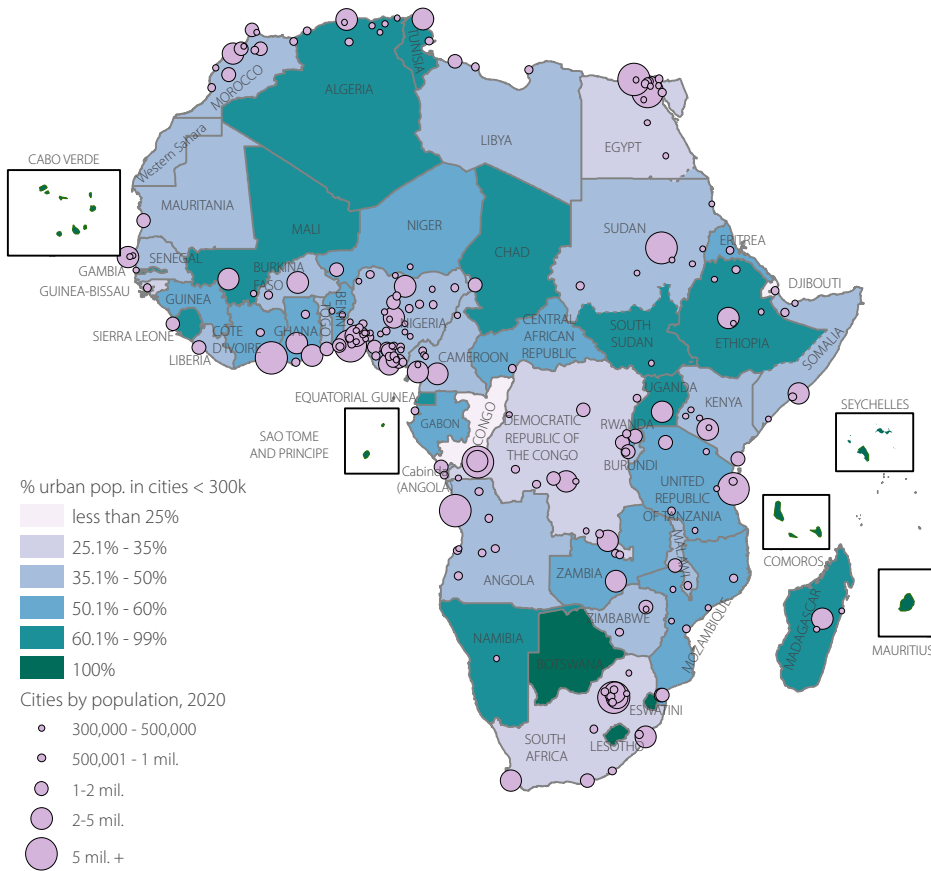 TUNISIA
MOROCCO
ALGERIA
LIBYA
EGYPT
Western Sahara
CABO VERDE
MAURITANIA
MALI
NIGER
CHAD
SUDAN
ERITREA
SENEGAL
GAMBIA
GUINEA-BISSAU
GUINEA
BURKINA
FASO
BENIN
TOGO
NIGERIA
DJIBOUTI
SIERRA LEONE
LIBERIA
COTE
D'IVOIRE
GHANA
CAMEROON
CENTRAL
AFRICAN
REPUBLIC
SOUTH
SUDAN
ETHIOPIA
SOMALIA
EQUATORIAL GUINEA
GABON
CONGO
DEMOCRATIC
REPUBLIC OF
THE CONGO
UGANDA
KENYA
RWANDA
BURUNDI
SEYCHELLES
SAO TOME
AND PRINCIPE
Cabinda
(ANGOLA)
UNITED
REPUBLIC
OF TANZANIA
COMOROS
ANGOLA
ZAMBIA
MALAWI
ZIMBABWE
MOZAMBIQUE
MADAGASCAR
MAURITIUS
NAMIBIA
BOTSWANA
ESWATINI
SOUTH
AFRICA
LESOTHO
% urban pop. in cities < 300k
less than 25%
25.1% - 35%
35.1% - 50%
50.1% - 60%
60.1% - 99%
100%
Cities by population, 2020
300,000 - 500,000
500,001 - 1 mil.
1-2 mil.
2-5 mil.
5 mil. +